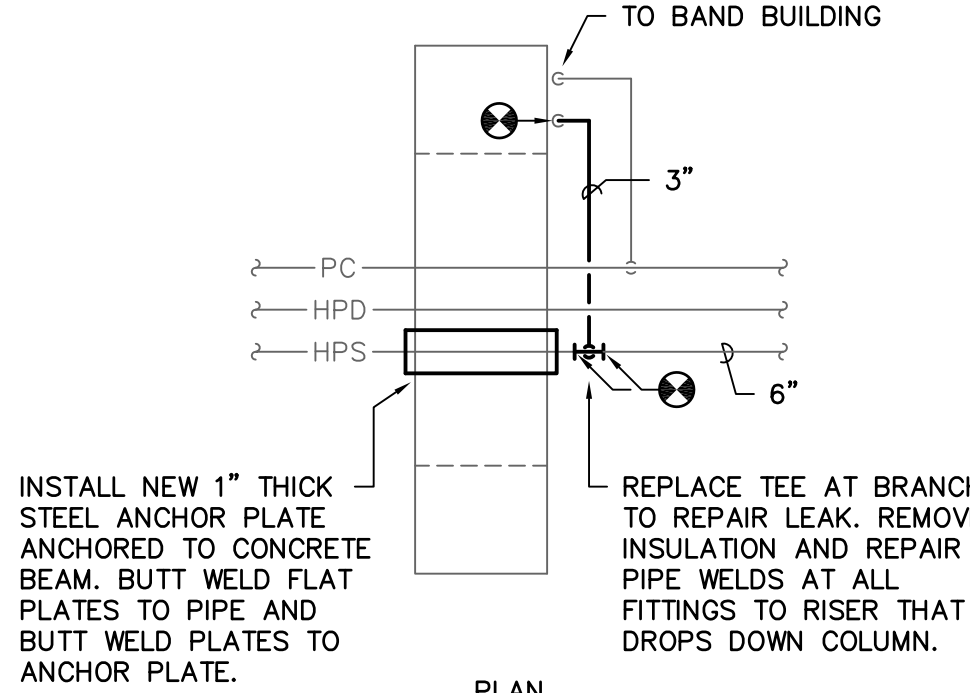 TO BAND BUILDING
3”
PC
HPD
HPS
6”
INSTALL NEW 1” THICK
STEEL ANCHOR PLATE
ANCHORED TO CONCRETE
BEAM. BUTT WELD FLAT
PLATES TO PIPE AND
BUTT WELD PLATES TO
ANCHOR PLATE.
REPLACE TEE AT BRANCH
TO REPAIR LEAK. REMOVE
INSULATION AND REPAIR
PIPE WELDS AT ALL
FITTINGS TO RISER THAT
DROPS DOWN COLUMN.
PLAN